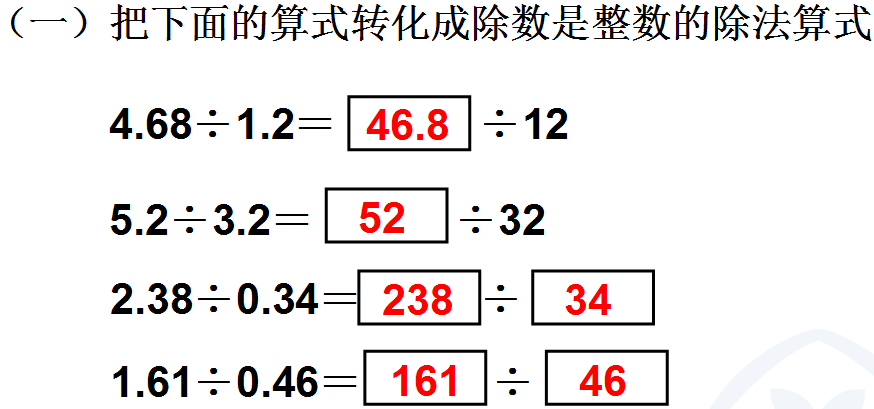 （一）把下面的算式转化成除数是整数的除法算式
4.68÷1.2＝ 46.8 ÷12
5.2÷3.2＝ 52 ÷32
2.38÷0.34＝ 238 ÷ 34
1.61÷0.46＝ 161 ÷ 46